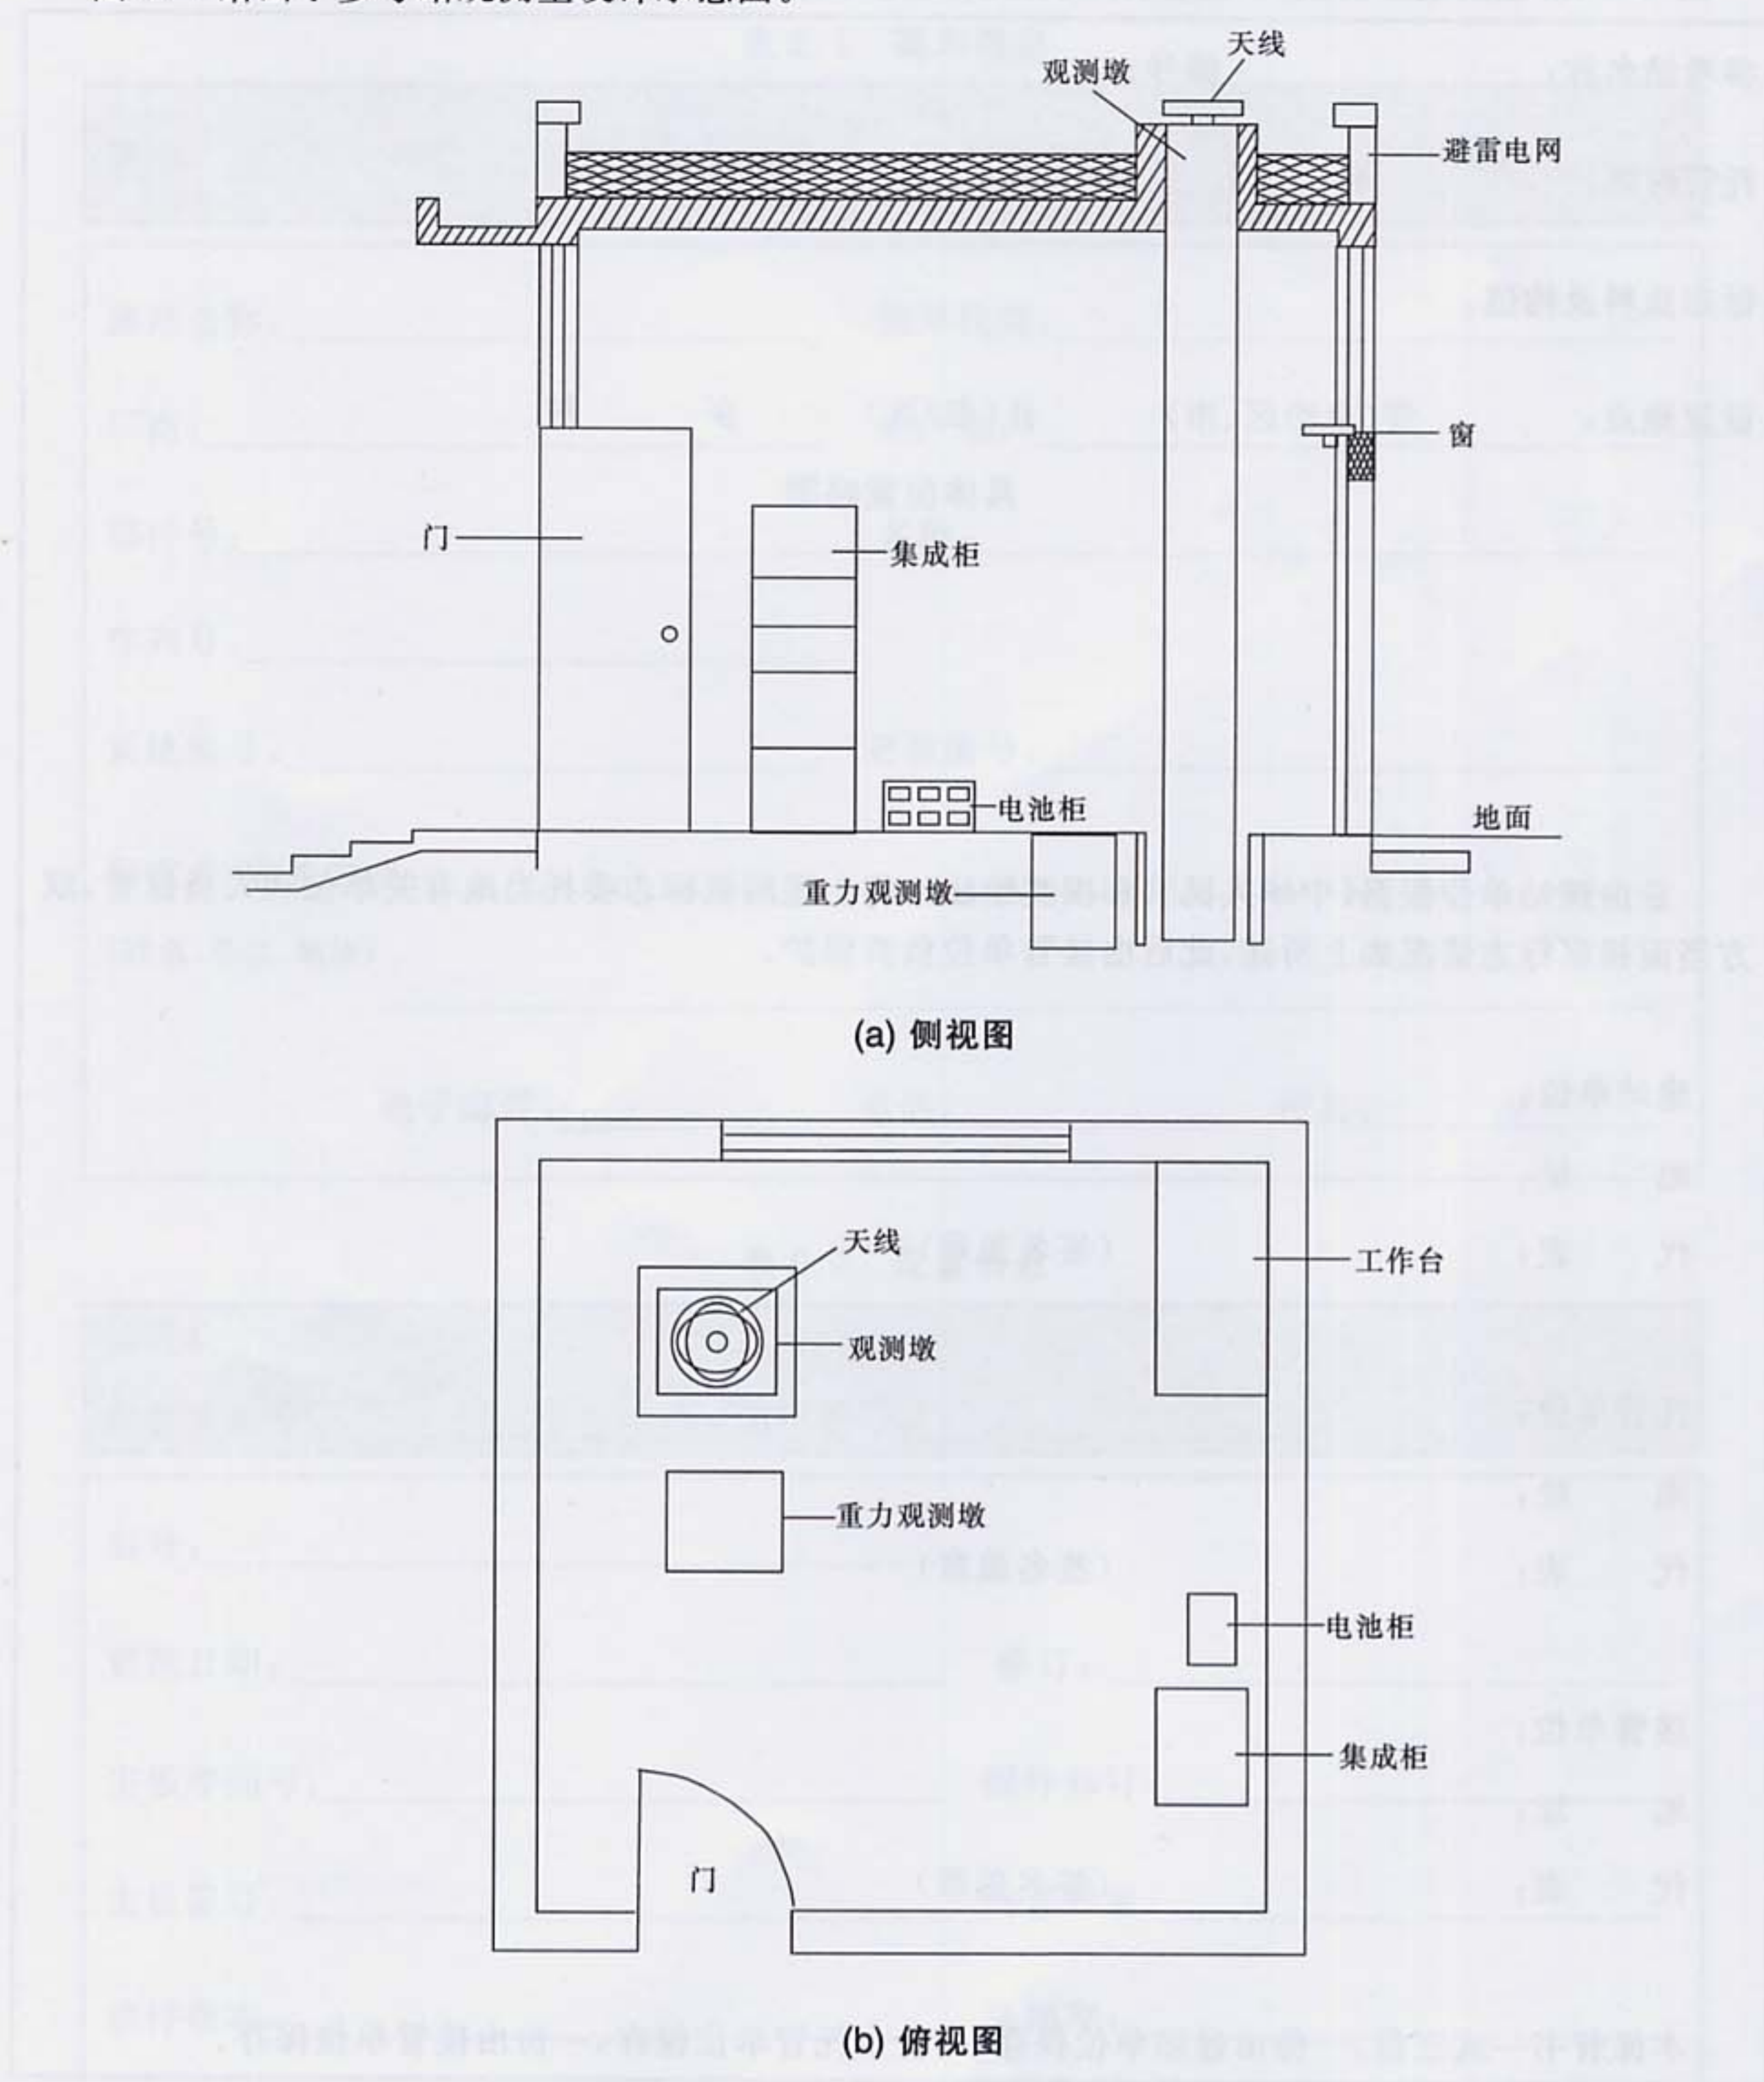 天线
观测墩
避雷电网
窗
门
集成柜
电池柜
地面
重力观测墩
(a) 侧视图
天线
工作台
观测墩
重力观测墩
电池柜
集成柜
门
(b) 俯视图